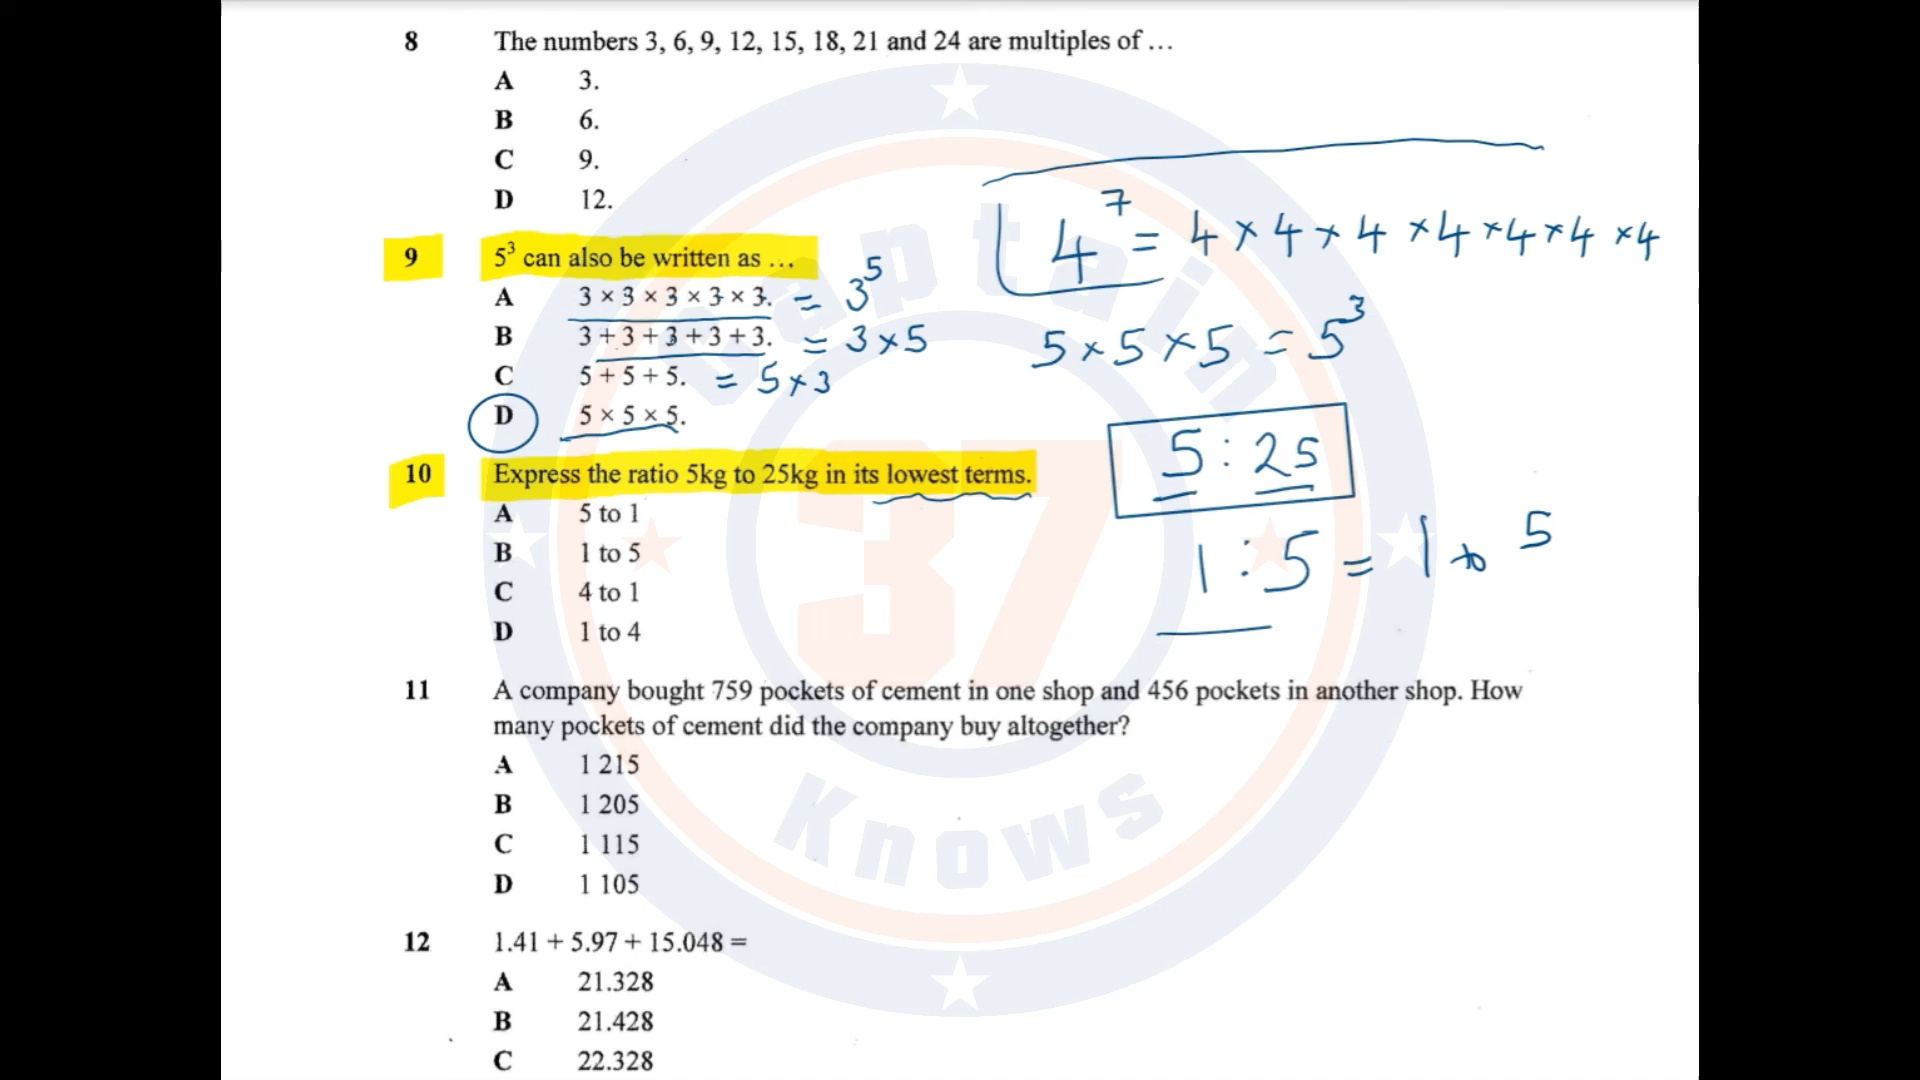 8 The numbers 3, 6, 9, 12, 15, 18, 21 and 24 are multiples of …
A 3.
B 6.
C 9.
D 12.
4⁷ = 4 × 4 × 4 × 4 × 4 × 4 × 4
9 5³ can also be written as …
A 3 × 3 × 3 × 3 × 3. = 3⁵
B 3 + 3 + 3 + 3 + 3. = 3 × 5
5 × 5 × 5 = 5³
C 5 + 5 + 5. = 5 × 3
D 5 × 5 × 5.
5 : 25
10 Express the ratio 5kg to 25kg in its lowest terms.
A 5 to 1
B 1 to 5
1 : 5 = 1 to 5
C 4 to 1
D 1 to 4
11 A company bought 759 pockets of cement in one shop and 456 pockets in another shop. How
many pockets of cement did the company buy altogether?
A 1 215
B 1 205
C 1 115
D 1 105
12 1.41 + 5.97 + 15.048 =
A 21.328
B 21.428
C 22.328
Captain
37
Knows